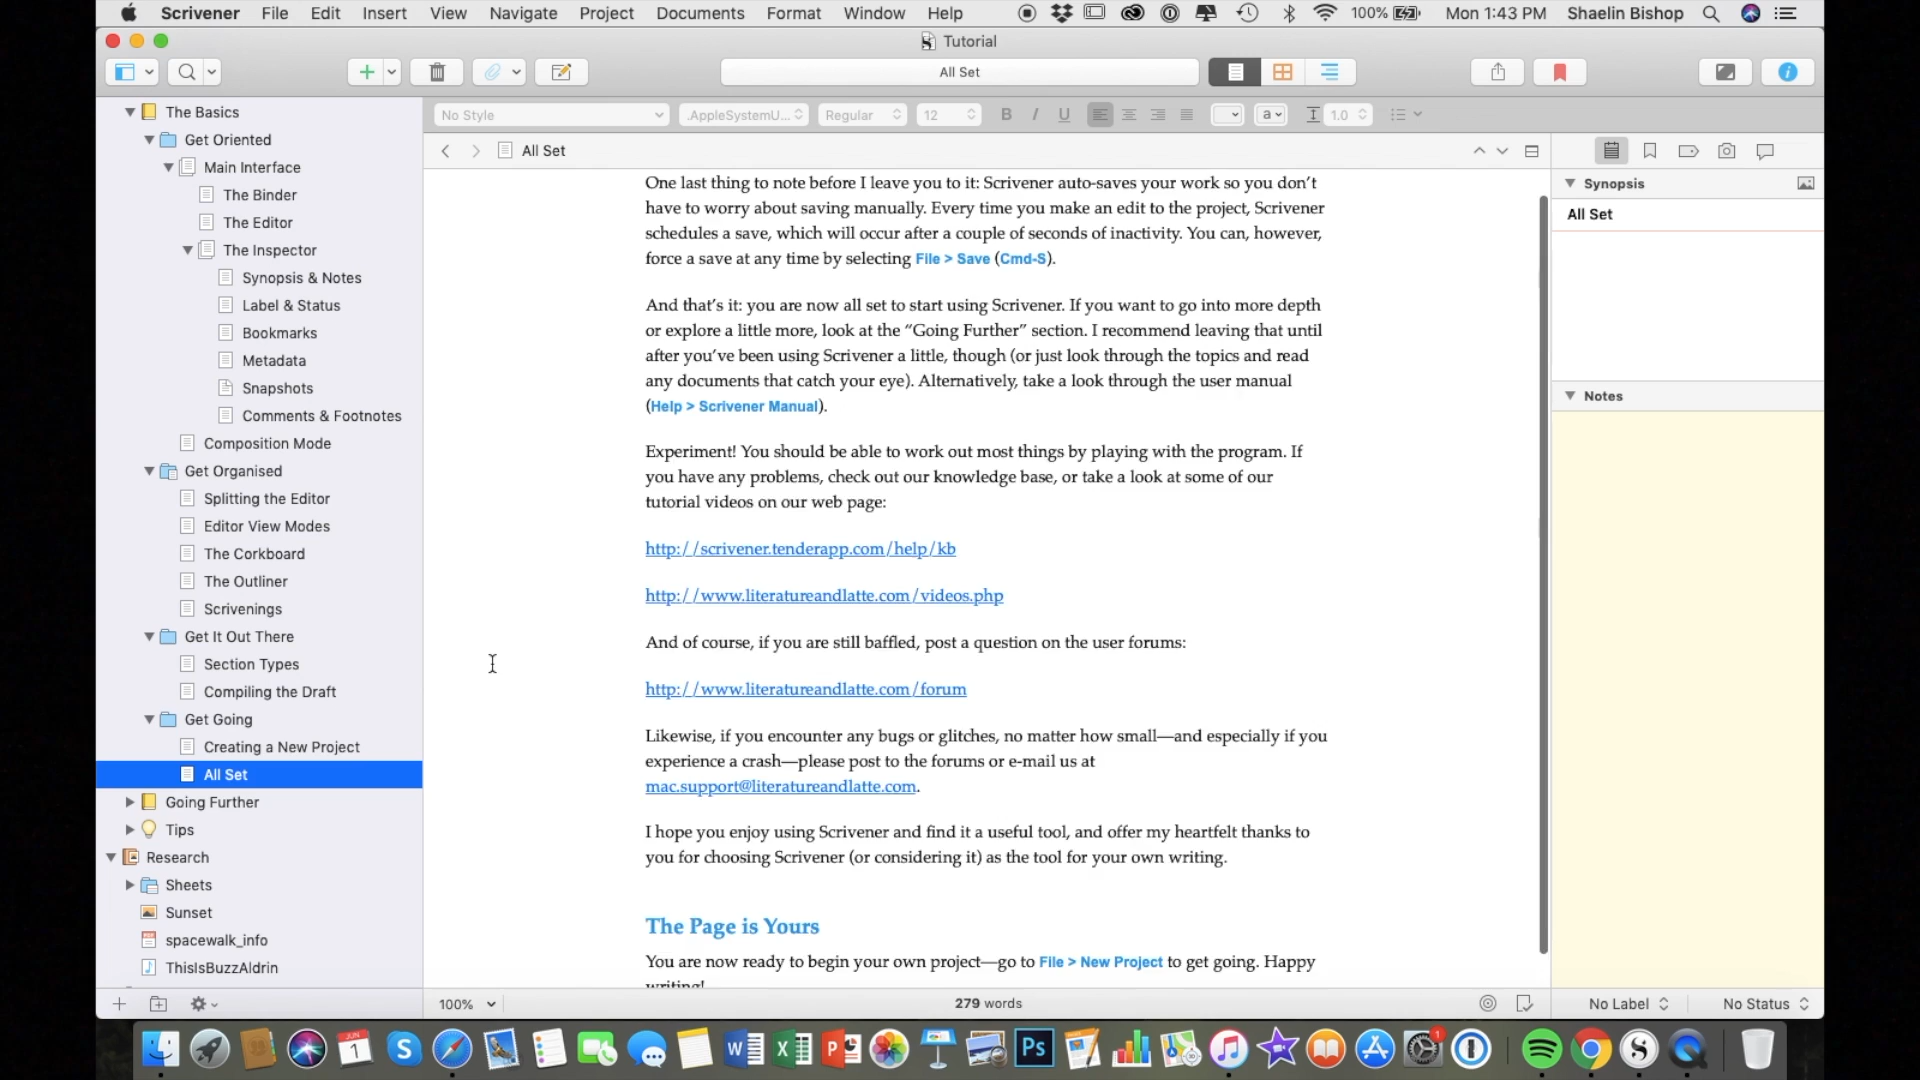 Scrivener File Edit Insert View Navigate Project Documents Format Window Help 100% Mon 1:43 PM Shaelin Bishop
Tutorial
All Set
No Style .AppleSystemU... Regular 12 B I U a 1.0
The Basics
Get Oriented
Main Interface
The Binder
The Editor
The Inspector
Synopsis & Notes
Label & Status
Bookmarks
Metadata
Snapshots
Comments & Footnotes
Composition Mode
Get Organised
Splitting the Editor
Editor View Modes
The Corkboard
The Outliner
Scrivenings
Get It Out There
Section Types
Compiling the Draft
Get Going
Creating a New Project
All Set
Going Further
Tips
Research
Sheets
Sunset
spacewalk_info
ThisIsBuzzAldrin
All Set
One last thing to note before I leave you to it: Scrivener auto-saves your work so you don’t
have to worry about saving manually. Every time you make an edit to the project, Scrivener
schedules a save, which will occur after a couple of seconds of inactivity. You can, however,
force a save at any time by selecting File > Save (Cmd-S).
And that’s it: you are now all set to start using Scrivener. If you want to go into more depth
or explore a little more, look at the “Going Further” section. I recommend leaving that until
after you’ve been using Scrivener a little, though (or just look through the topics and read
any documents that catch your eye). Alternatively, take a look through the user manual
(Help > Scrivener Manual).
Experiment! You should be able to work out most things by playing with the program. If
you have any problems, check out our knowledge base, or take a look at some of our
tutorial videos on our web page:
http://scrivener.tenderapp.com/help/kb
http://www.literatureandlatte.com/videos.php
And of course, if you are still baffled, post a question on the user forums:
http://www.literatureandlatte.com/forum
Likewise, if you encounter any bugs or glitches, no matter how small—and especially if you
experience a crash—please post to the forums or e-mail us at
mac.support@literatureandlatte.com.
I hope you enjoy using Scrivener and find it a useful tool, and offer my heartfelt thanks to
you for choosing Scrivener (or considering it) as the tool for your own writing.
The Page is Yours
You are now ready to begin your own project—go to File > New Project to get going. Happy
writing!
Synopsis
All Set
Notes
100% 279 words No Label No Status
JUN 1 S W X P Ps 1 S